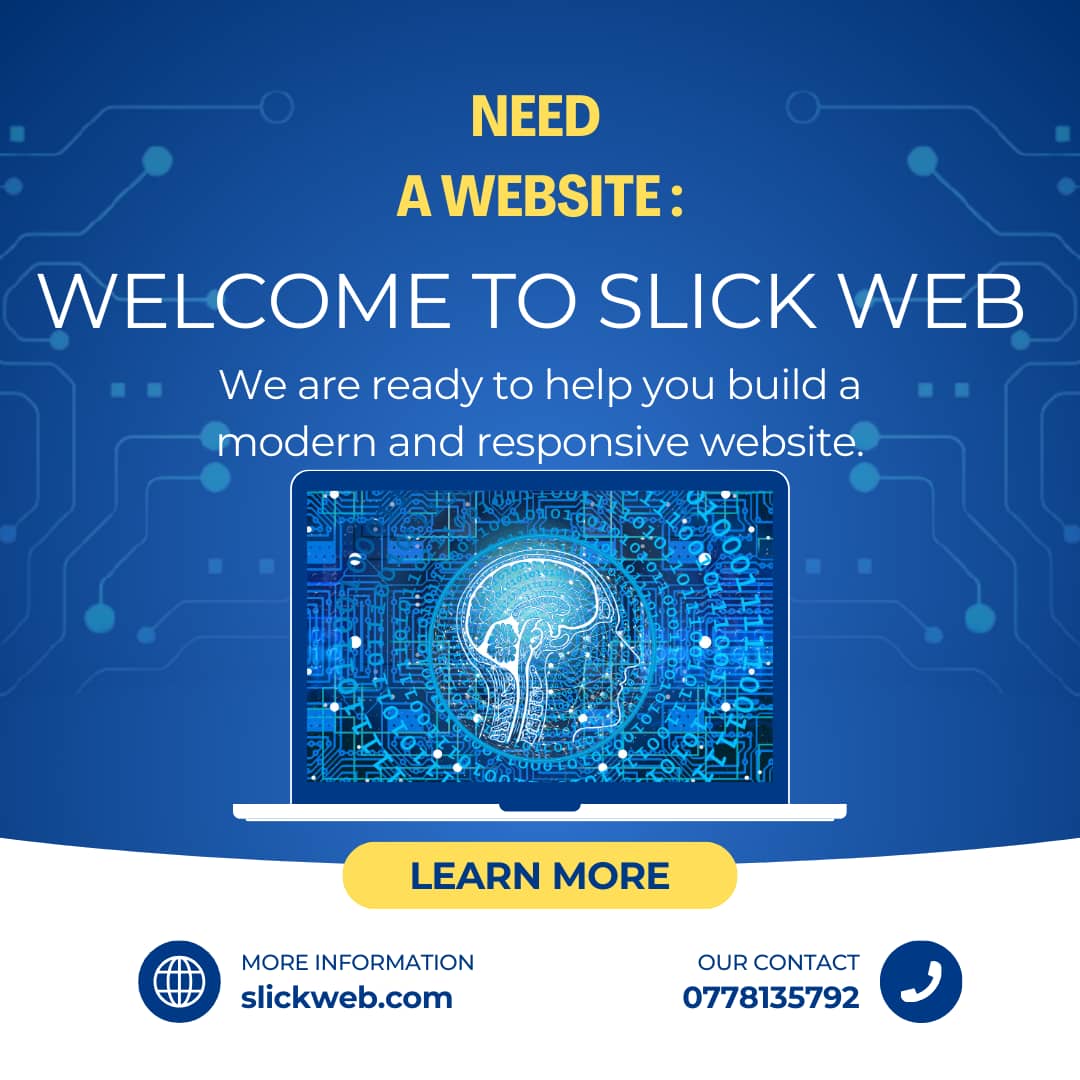 NEED
A WEBSITE :
WELCOME TO SLICK WEB
We are ready to help you build a
modern and responsive website.
LEARN MORE
MORE INFORMATION
slickweb.com
OUR CONTACT
0778135792